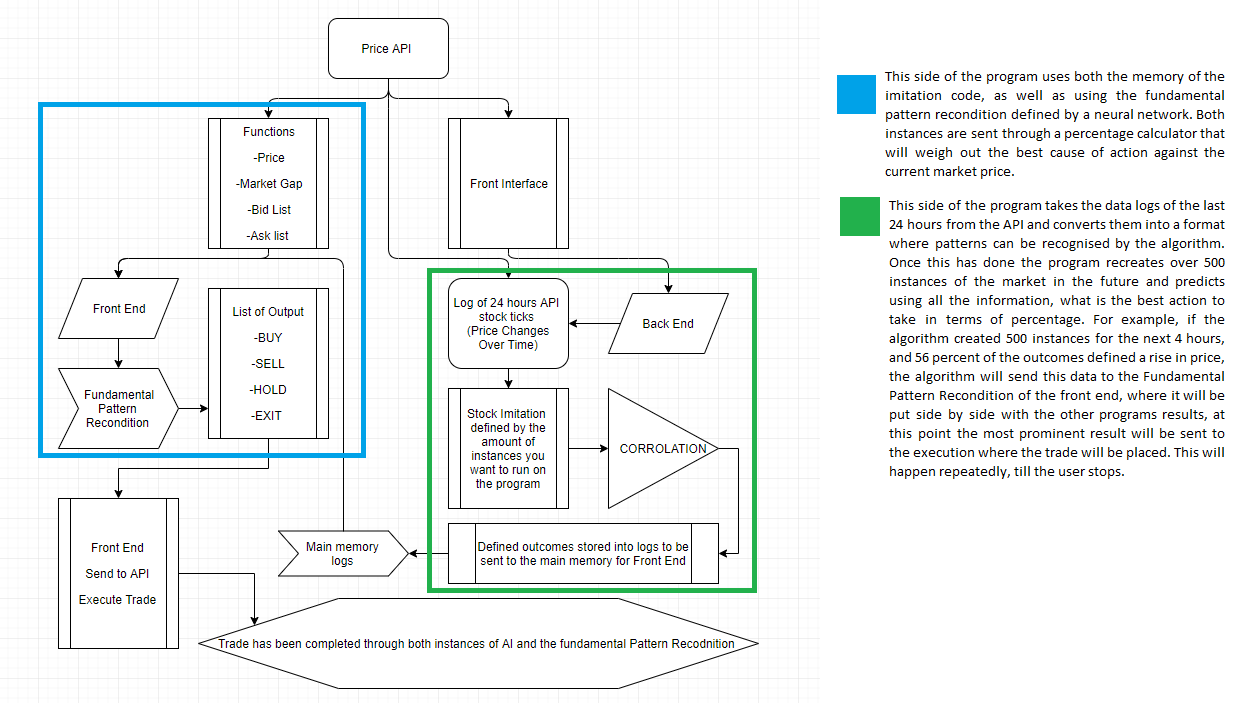 Price API
Functions
-Price
-Market Gap
-Bid List
-Ask list
Front Interface
Front End
List of Output
-BUY
-SELL
-HOLD
-EXIT
Fundamental
Pattern
Recondition
Log of 24 hours API
stock ticks
(Price Changes
Over Time)
Back End
Stock Imitation
defined by the
amount of
instances you
want to run on
the program
CORROLATION
Defined outcomes stored into logs to be
sent to the main memory for Front End
Main memory
logs
Front End
Send to API
Execute Trade
Trade has been completed through both instances of AI and the fundamental Pattern Recodnition
This side of the program uses both the memory of the
imitation code, as well as using the fundamental
pattern recondition defined by a neural network. Both
instances are sent through a percentage calculator that
will weigh out the best cause of action against the
current market price.
This side of the program takes the data logs of the last
24 hours from the API and converts them into a format
where patterns can be recognised by the algorithm.
Once this has done the program recreates over 500
instances of the market in the future and predicts
using all the information, what is the best action to
take in terms of percentage. For example, if the
algorithm created 500 instances for the next 4 hours,
and 56 percent of the outcomes defined a rise in price,
the algorithm will send this data to the Fundamental
Pattern Recondition of the front end, where it will be
put side by side with the other programs results, at
this point the most prominent result will be sent to
the execution where the trade will be placed. This will
happen repeatedly, till the user stops.